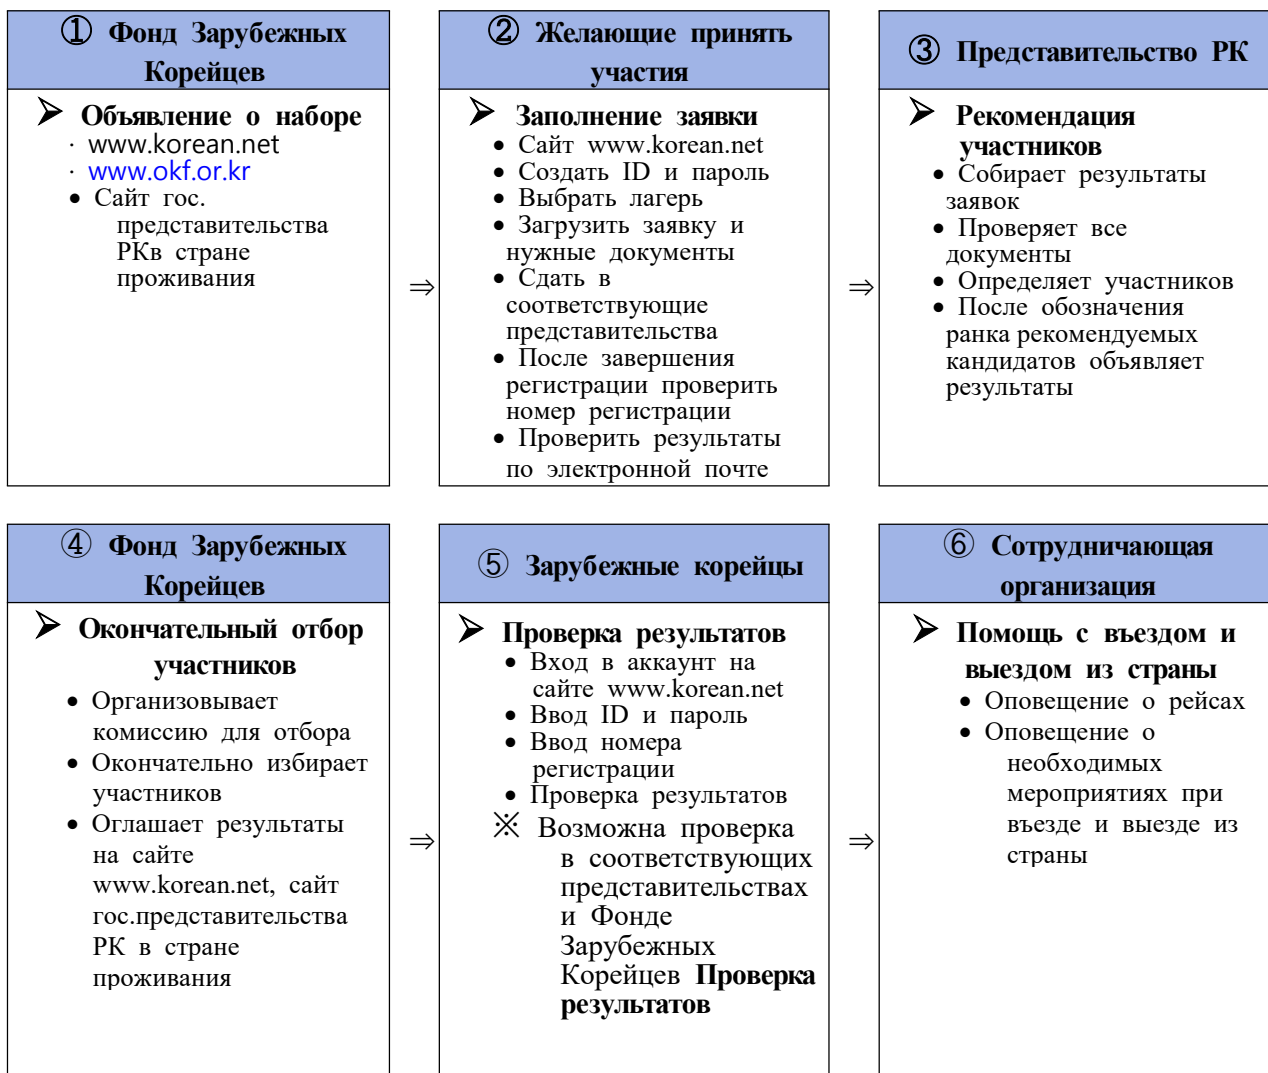 ① Фонд Зарубежных
Корейцев
➢ Объявление о наборе
· www.korean.net
· www.okf.or.kr
• Сайт гос.
представительства
РКв стране
проживания
⇒
② Желающие принять
участия
➢ Заполнение заявки
• Сайт www.korean.net
• Создать ID и пароль
• Выбрать лагерь
• Загрузить заявку и
нужные документы
• Сдать в
соответствующие
представительства
• После завершения
регистрации проверить
номер регистрации
• Проверить результаты
по электронной почте
⇒
③ Представительство РК
➢ Рекомендация
участников
• Собирает результаты
заявок
• Проверяет все
документы
• Определяет участников
• После обозначения
ранка рекомендуемых
кандидатов объявляет
результаты
④ Фонд Зарубежных
Корейцев
➢ Окончательный отбор
участников
• Организовывает
комиссию для отбора
• Окончательно избирает
участников
• Оглашает результаты
на сайте
www.korean.net, сайт
гос.представительства
РК в стране
проживания
⇒
⑤ Зарубежные корейцы
➢ Проверка результатов
• Вход в аккаунт на
сайте www.korean.net
• Ввод ID и пароль
• Ввод номера
регистрации
• Проверка результатов
※ Возможна проверка
в соответствующих
представительствах
и Фонде
Зарубежных
Корейцев Проверка
результатов
⇒
⑥ Сотрудничающая
организация
➢ Помощь с въездом и
выездом из страны
• Оповещение о рейсах
• Оповещение о
необходимых
мероприятиях при
въезде и выезде из
страны